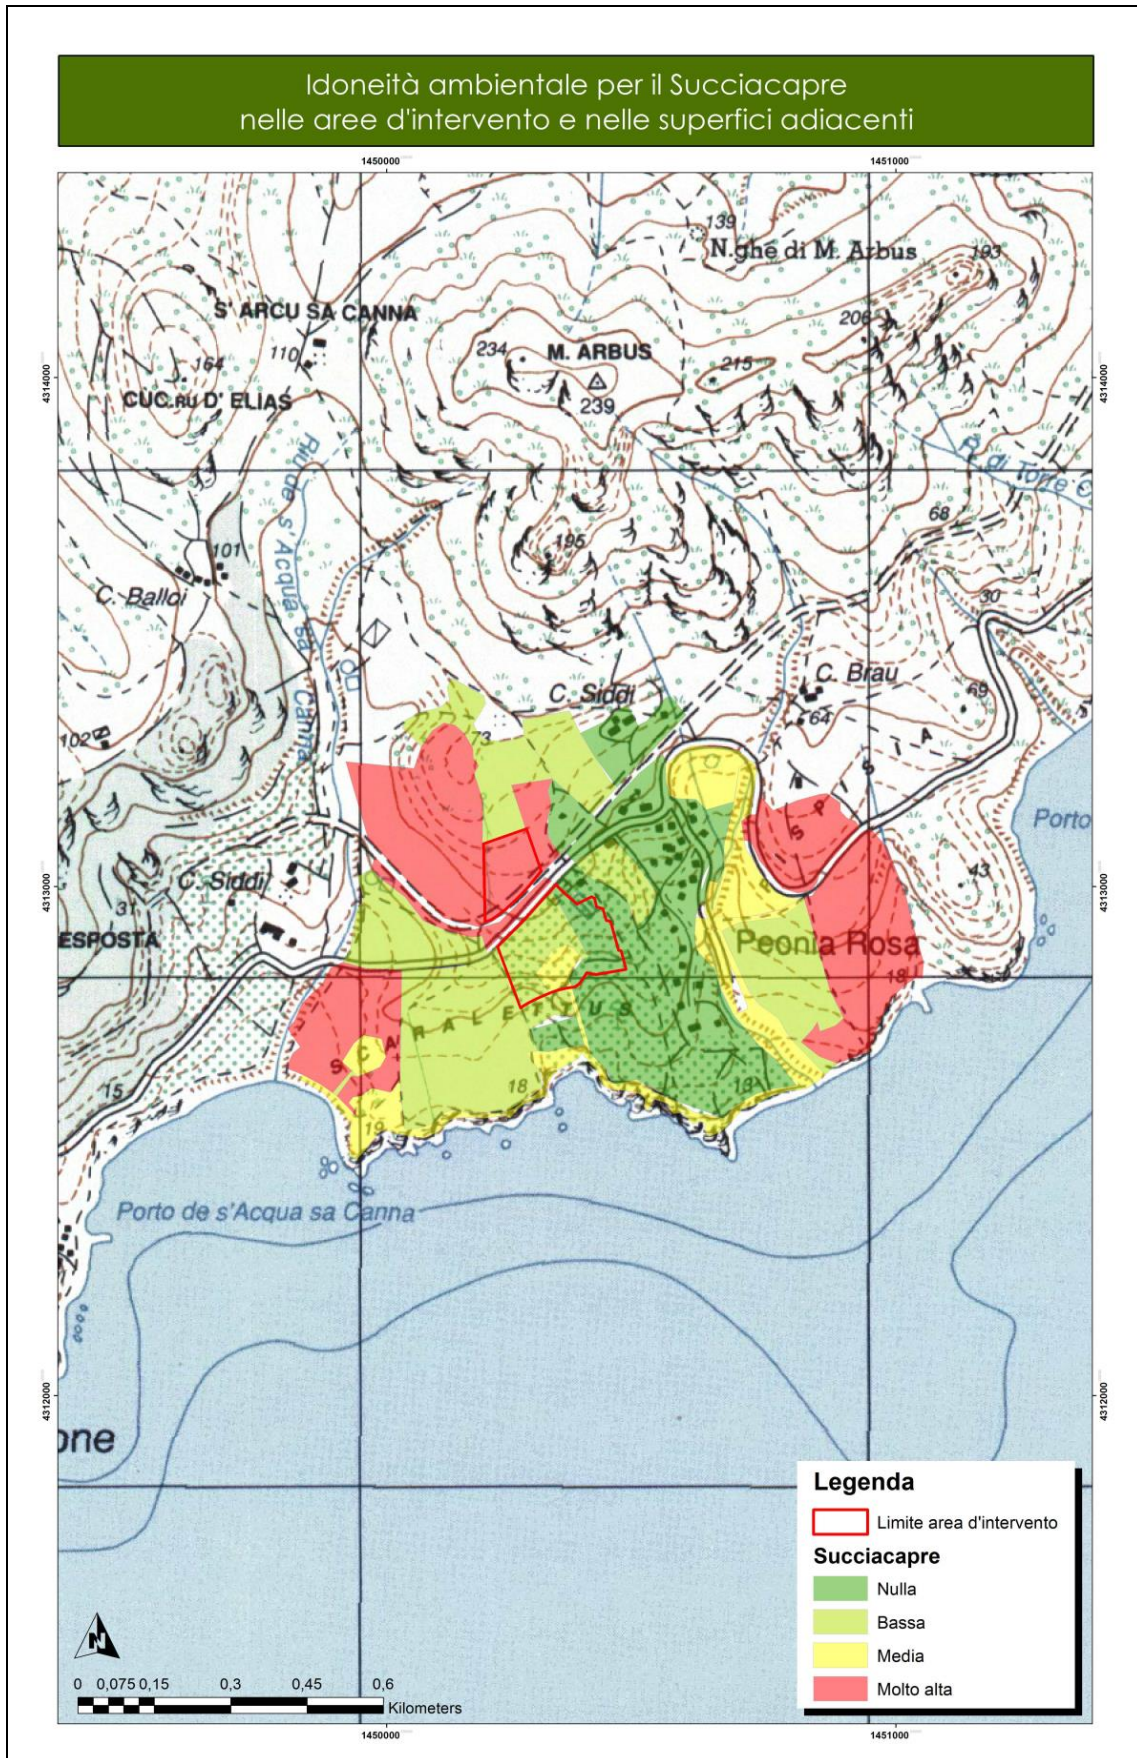 Idoneità ambientale per il Succiacapre
nelle aree d'intervento e nelle superfici adiacenti
1450000
1451000
139
N.ghe di M. Arbus
193
206
S' ARCU SA CANNA
110
164
234
M. ARBUS
215
239
4314000
4314000
CUC.RU D' ELIAS
Riu de s'Acqua sa Canna
R. di Torre
68
195
101
C. Balloi
30
C. Siddi
C. Brau
69
64
102
73
Porto
43
4313000
4313000
C. Siddi
31
ESPOSTA
Peonia Rosa
18
SCARALETTUS
15
18
13
19
Porto de s'Acqua sa Canna
4312000
4312000
one
Legenda
Limite area d'intervento
Succiacapre
Nulla
Bassa
Media
Molto alta
N
0 0,075 0,15 0,3 0,45 0,6
Kilometers
1450000
1451000